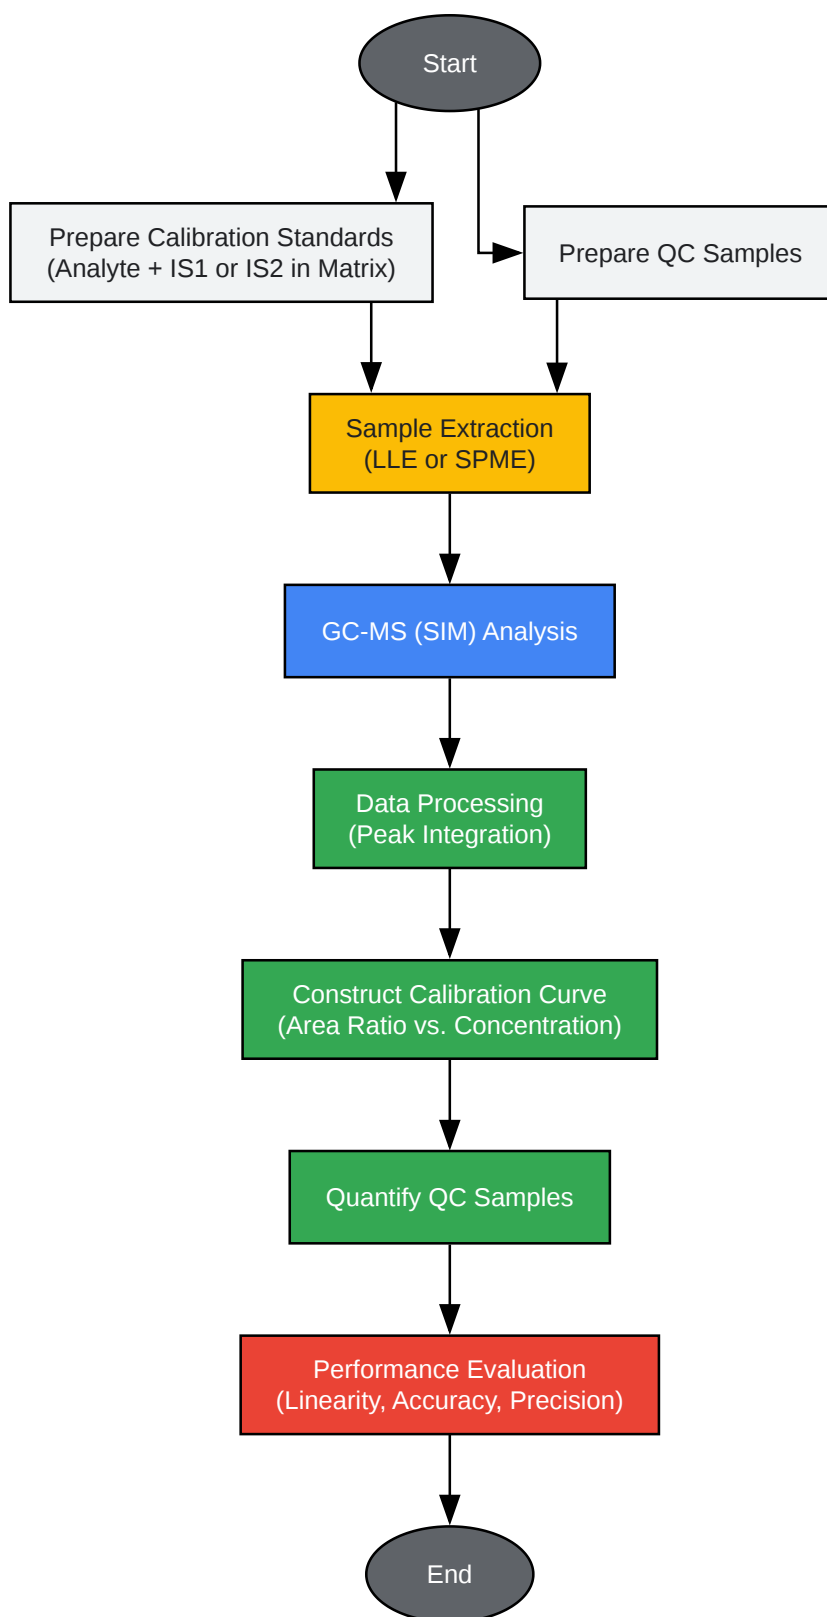 Start
Prepare Calibration Standards
(Analyte + IS1 or IS2 in Matrix)
Prepare QC Samples
Sample Extraction
(LLE or SPME)
GC-MS (SIM) Analysis
Data Processing
(Peak Integration)
Construct Calibration Curve
(Area Ratio vs. Concentration)
Quantify QC Samples
Performance Evaluation
(Linearity, Accuracy, Precision)
End